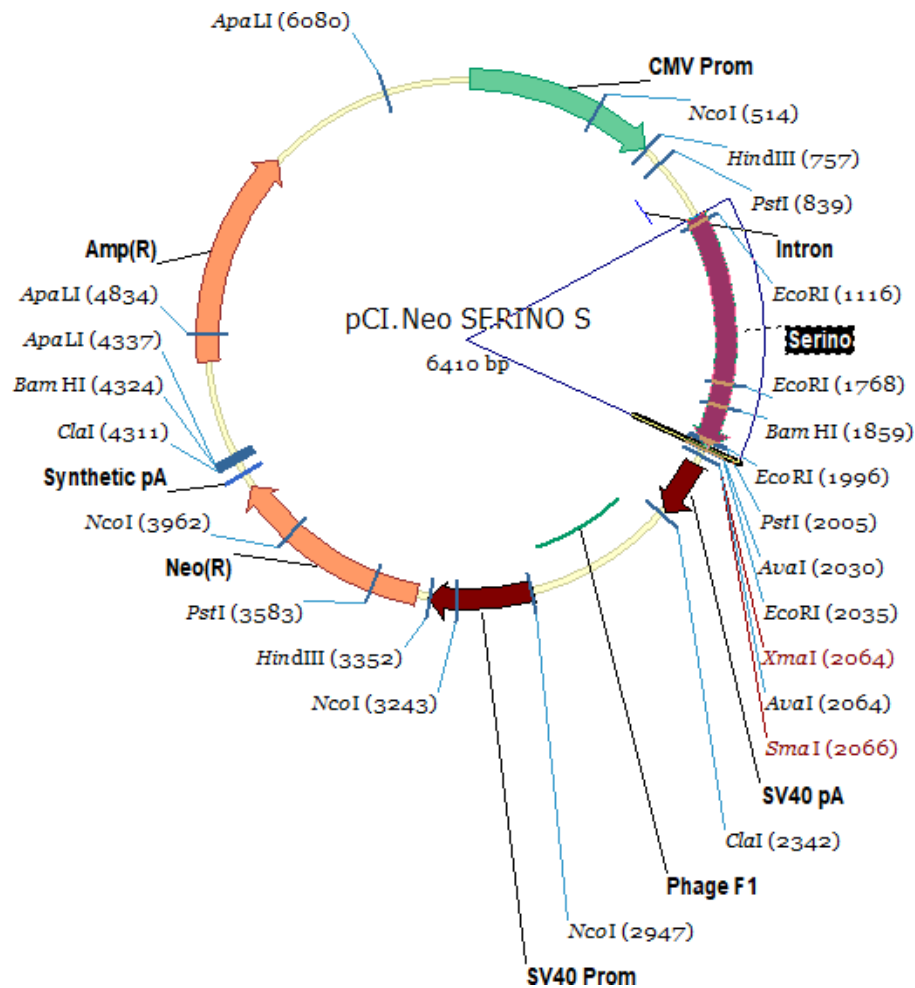 ApaLI (6080)
CMV Prom
NcoI (514)
HindIII (757)
PstI (839)
Intron
EcoRI (1116)
Serino
EcoRI (1768)
Bam HI (1859)
EcoRI (1996)
PstI (2005)
AvaI (2030)
EcoRI (2035)
XmaI (2064)
AvaI (2064)
SmaI (2066)
SV40 pA
ClaI (2342)
Phage F1
NcoI (2947)
SV40 Prom
NcoI (3243)
HindIII (3352)
PstI (3583)
Neo(R)
NcoI (3962)
Synthetic pA
ClaI (4311)
Bam HI (4324)
ApaLI (4337)
ApaLI (4834)
Amp(R)
pCI.Neo SERINO S
6410 bp